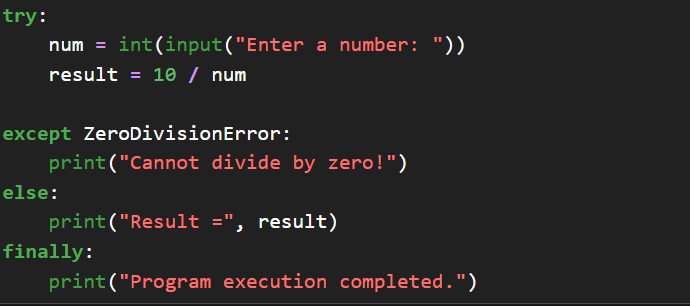 try:
    num = int(input("Enter a number: "))
    result = 10 / num
except ZeroDivisionError:
    print("Cannot divide by zero!")
else:
    print("Result =", result)
finally:
    print("Program execution completed.")